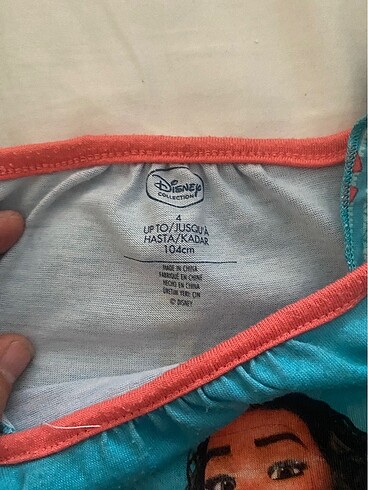 Disney
COLLECTION
4
UP TO/JUSQU'À
HASTA/KADAR
104cm
MADE IN CHINA
FABRIQUÉ EN CHINE
HECHO EN CHINA
ÜRETİM YERİ: ÇİN
© DISNEY